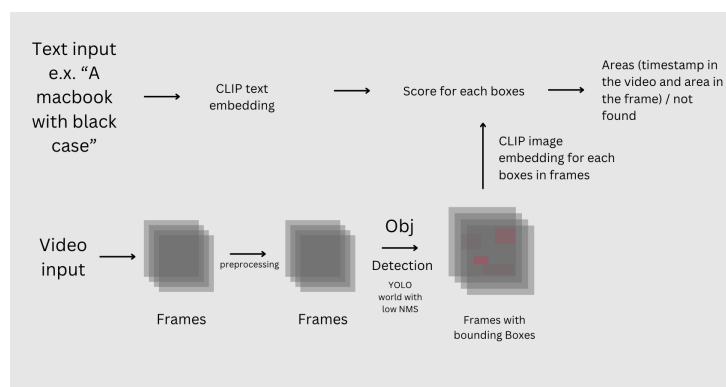 Text input
e.x. “A
macbook
with black
case”
CLIP text
embedding
Score for each boxes
Areas (timestamp in
the video and area in
the frame) / not
found
CLIP image
embedding for each
boxes in frames
Video
input
Frames
preprocessing
Frames
Obj
Detection
YOLO
world with
low NMS
Frames with
bounding Boxes